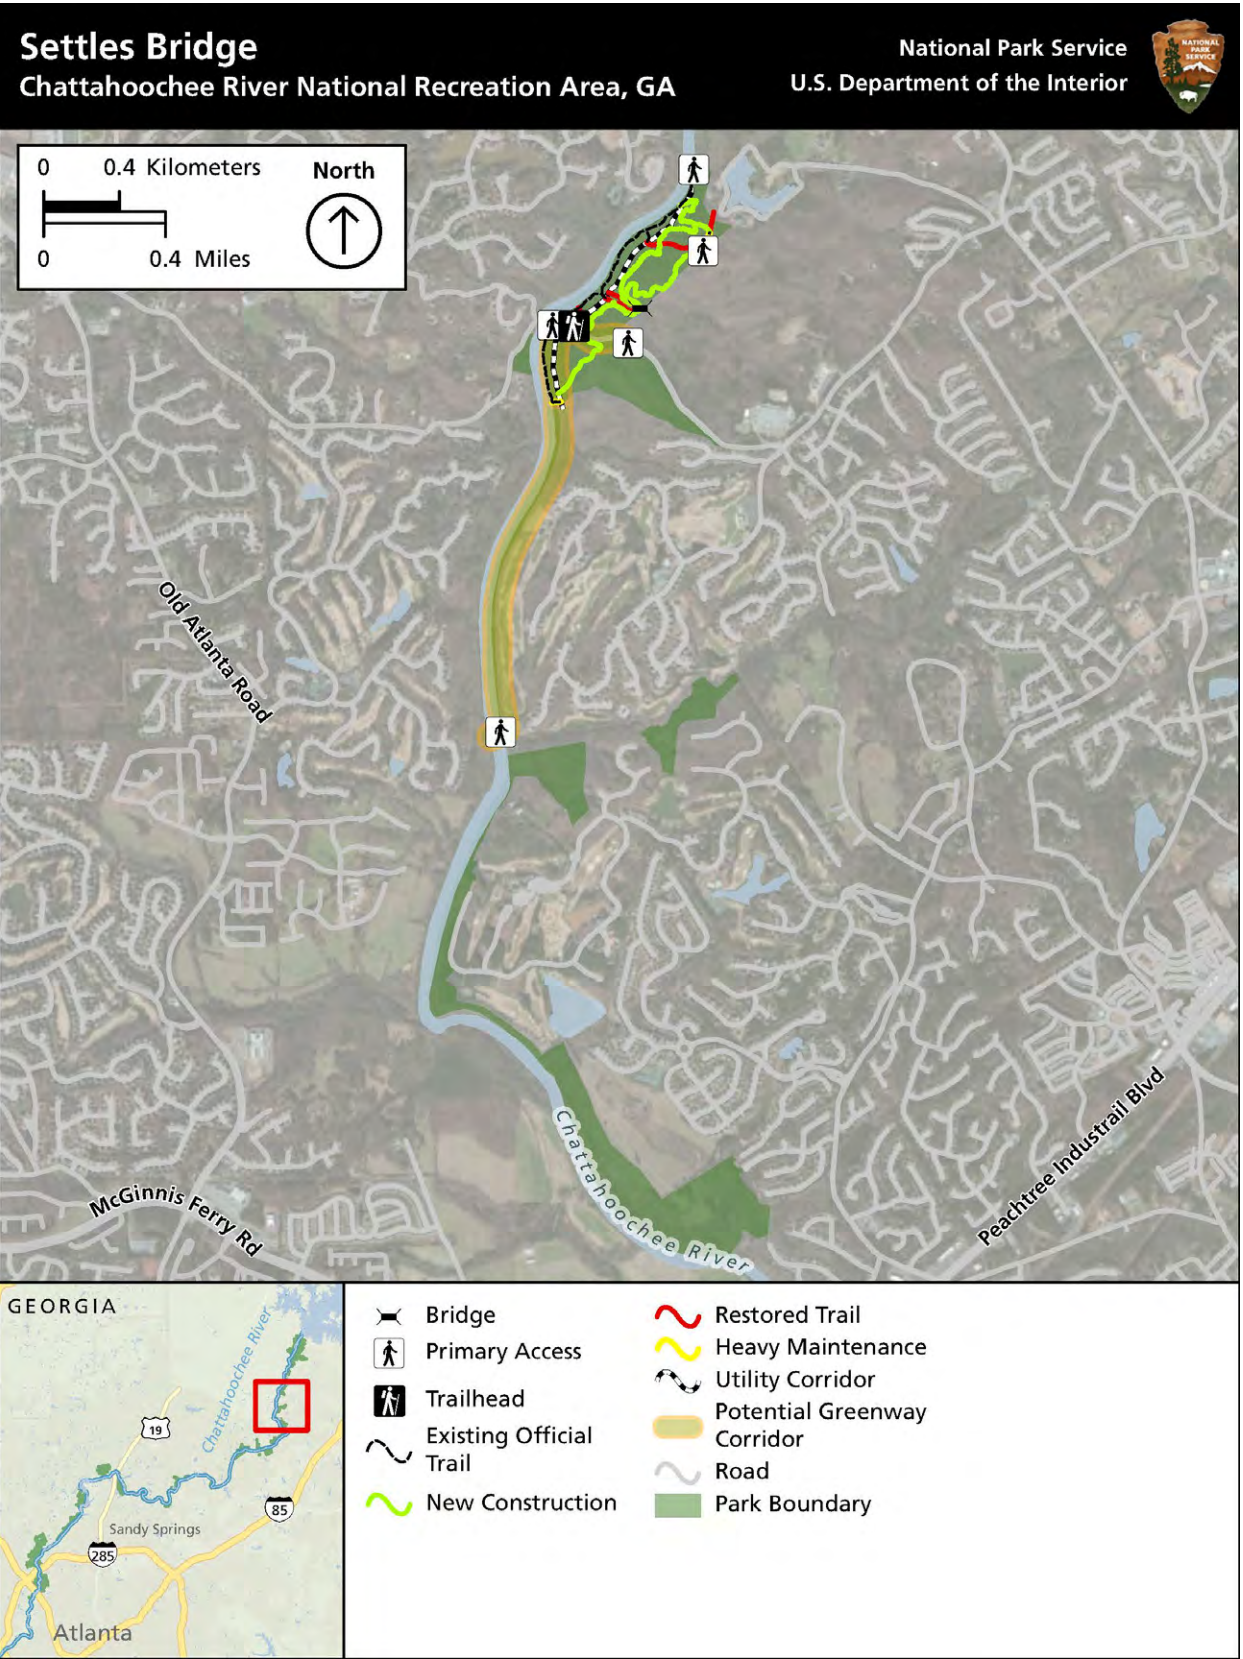 Settles Bridge
Chattahoochee River National Recreation Area, GA
National Park Service
U.S. Department of the Interior
NATIONAL
PARK
SERVICE
0 0.4 Kilometers
0 0.4 Miles
North
Old Atlanta Road
McGinnis Ferry Rd
Chattahoochee River
Peachtree Industrail Blvd
GEORGIA
Chattahoochee River
19
85
Sandy Springs
285
Atlanta
Bridge
Primary Access
Trailhead
Existing Official
Trail
New Construction
Restored Trail
Heavy Maintenance
Utility Corridor
Potential Greenway
Corridor
Road
Park Boundary